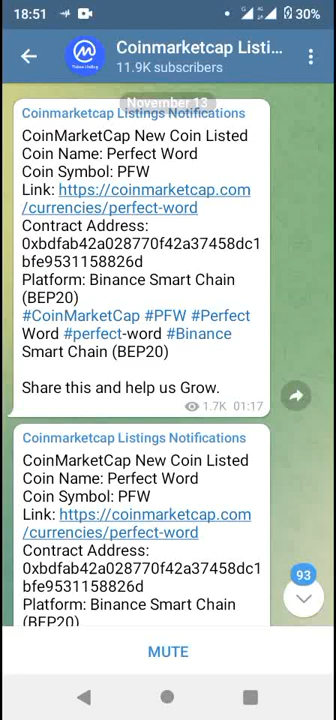 18:51
30%
Coinmarketcap Listi...
11.9K subscribers
November 13
Coinmarketcap Listings Notifications
CoinMarketCap New Coin Listed
Coin Name: Perfect Word
Coin Symbol: PFW
Link: https://coinmarketcap.com
/currencies/perfect-word
Contract Address:
0xbdfab42a028770f42a37458dc1
bfe9531158826d
Platform: Binance Smart Chain
(BEP20)
#CoinMarketCap #PFW #Perfect
Word #perfect-word #Binance
Smart Chain (BEP20)
Share this and help us Grow.
1.7K 01:17
Coinmarketcap Listings Notifications
CoinMarketCap New Coin Listed
Coin Name: Perfect Word
Coin Symbol: PFW
Link: https://coinmarketcap.com
/currencies/perfect-word
Contract Address:
0xbdfab42a028770f42a37458dc1
bfe9531158826d
Platform: Binance Smart Chain
(BEP20)
93
MUTE